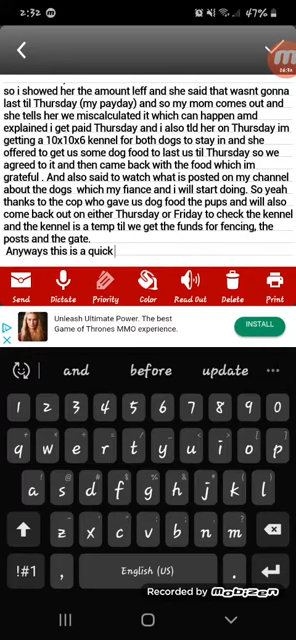 2:32
47%
06:50
so i showed her the amount leff and she said that wasnt gonna
last til Thursday (my payday) and so my mom comes out and
she tells her we miscalculated it which can happen amd
explained i get paid Thursday and i also tld her on Thursday im
getting a 10x10x6 kennel for both dogs to stay in and she
offered to get us some dog food to last us til Thursday so we
agreed to it and then came back with the food which im
grateful . And also said to watch what is posted on my channel
about the dogs which my fiance and i will start doing. So yeah
thanks to the cop who gave us dog food the pups and will also
come back out on either Thursday or Friday to check the kennel
and the kennel is a temp til we get the funds for fencing, the
posts and the gate.
Anyways this is a quick
Send Dictate Priority Color Read Out Delete Print
Unleash Ultimate Power. The best
Game of Thrones MMO experience.
INSTALL
and before update
1 2 3 4 5 6 7 8 9 0
q w e r t y u i o p
a s d f g h j k l
z x c v b n m
!#1 , English (US) .
Recorded by mobizen